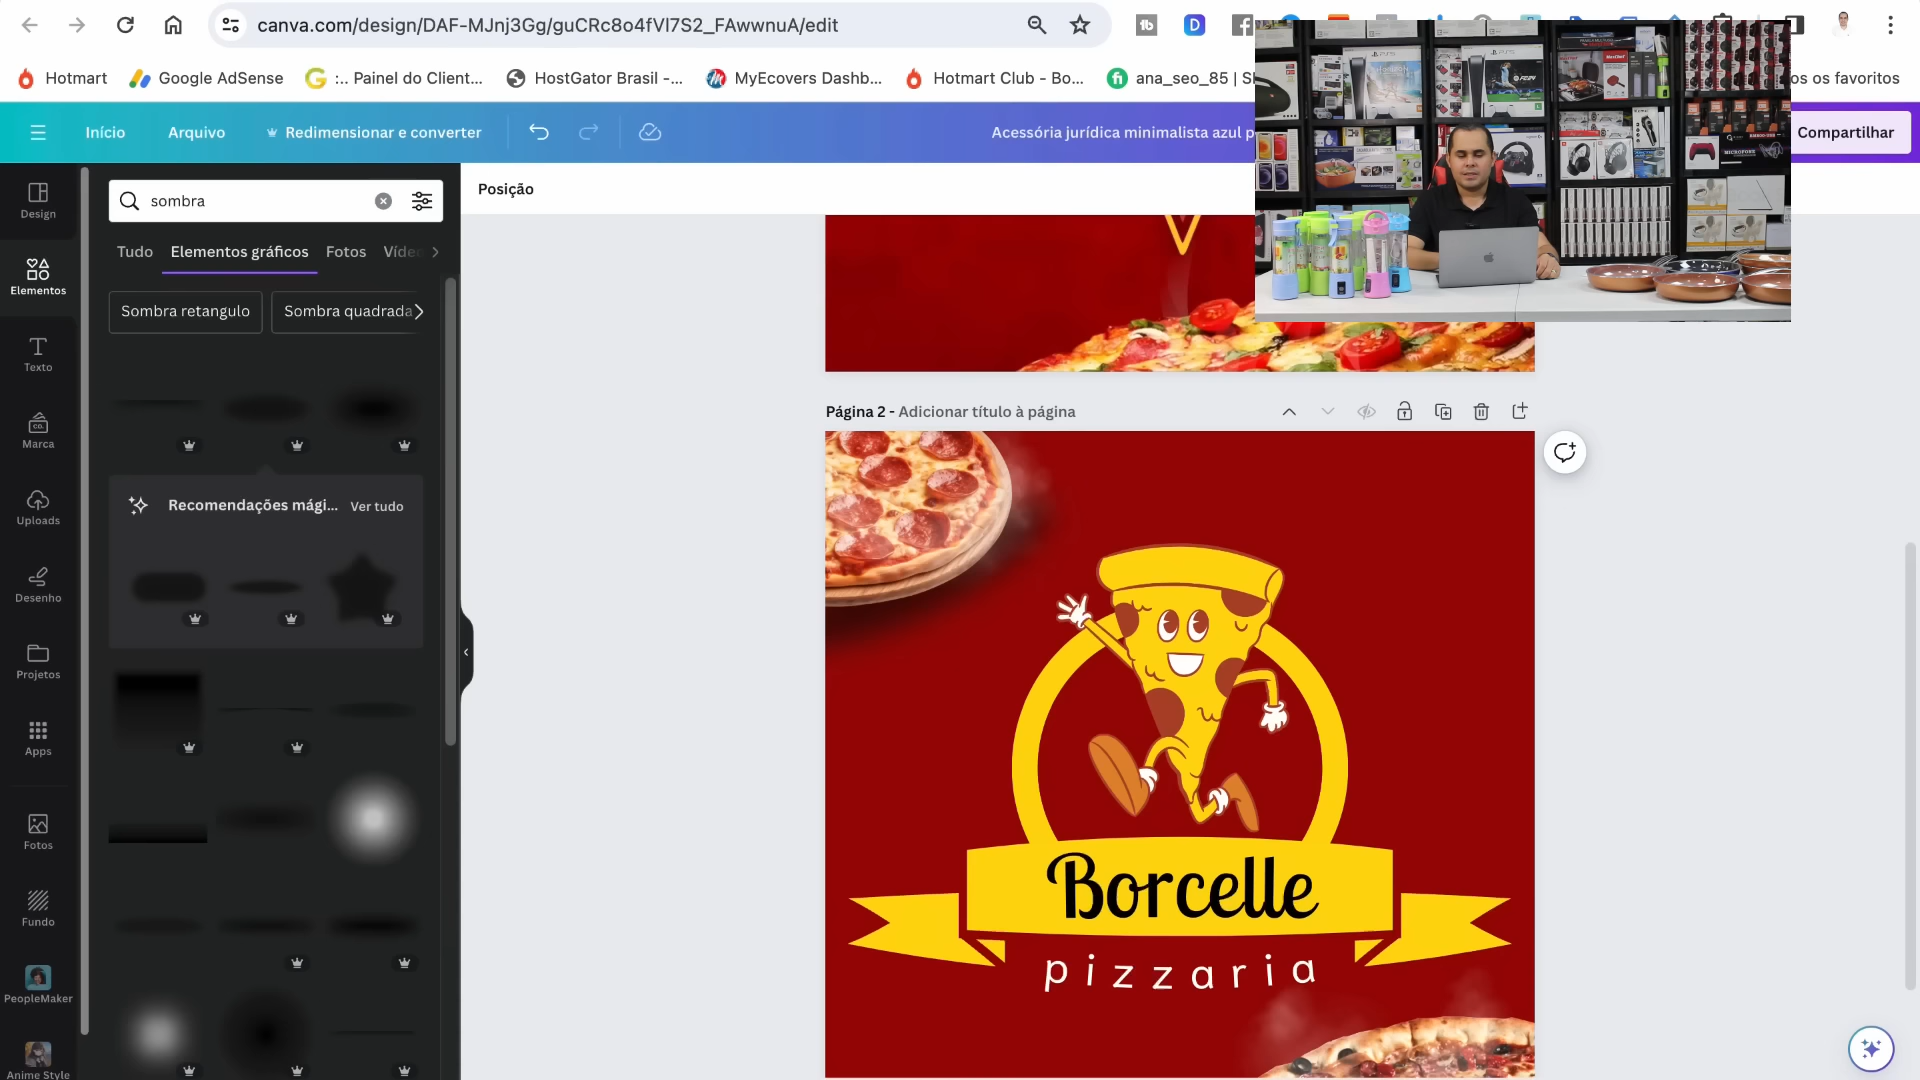 canva.com/design/DAF-MJnj3Gg/guCRc8o4fVl7S2_FAwwnuA/edit
Hotmart
Google AdSense
:.. Painel do Client...
HostGator Brasil -...
MyEcovers Dashb...
Hotmart Club - Bo...
ana_seo_85 | S
os os favoritos
Início
Arquivo
Redimensionar e converter
Acessória jurídica minimalista azul p
Compartilhar
Design
Elementos
Texto
Marca
Uploads
Desenho
Projetos
Apps
Fotos
Fundo
PeopleMaker
Anime Style
sombra
Tudo
Elementos gráficos
Fotos
Víde
Sombra retangulo
Sombra quadrada
Recomendações mági...
Ver tudo
Posição
Página 2 - Adicionar título à página
Borcelle
pizzaria